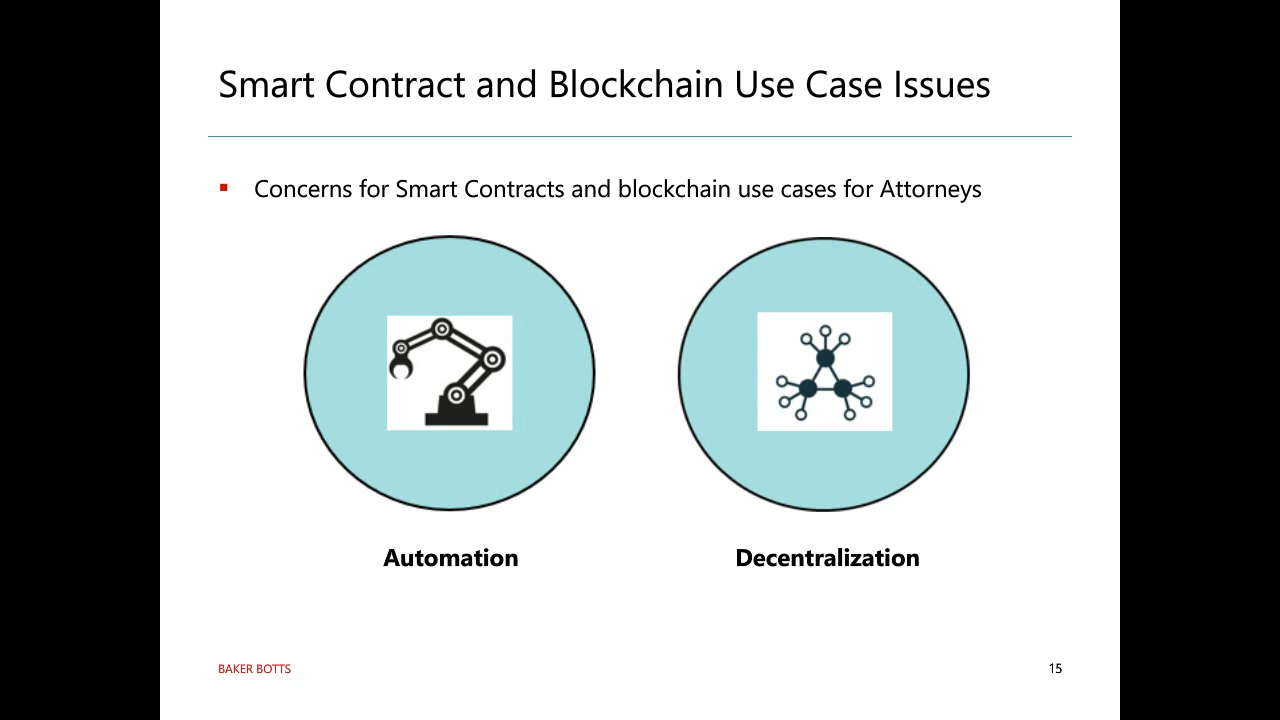 Smart Contract and Blockchain Use Case Issues
Concerns for Smart Contracts and blockchain use cases for Attorneys
Automation
Decentralization
BAKER BOTTS
15